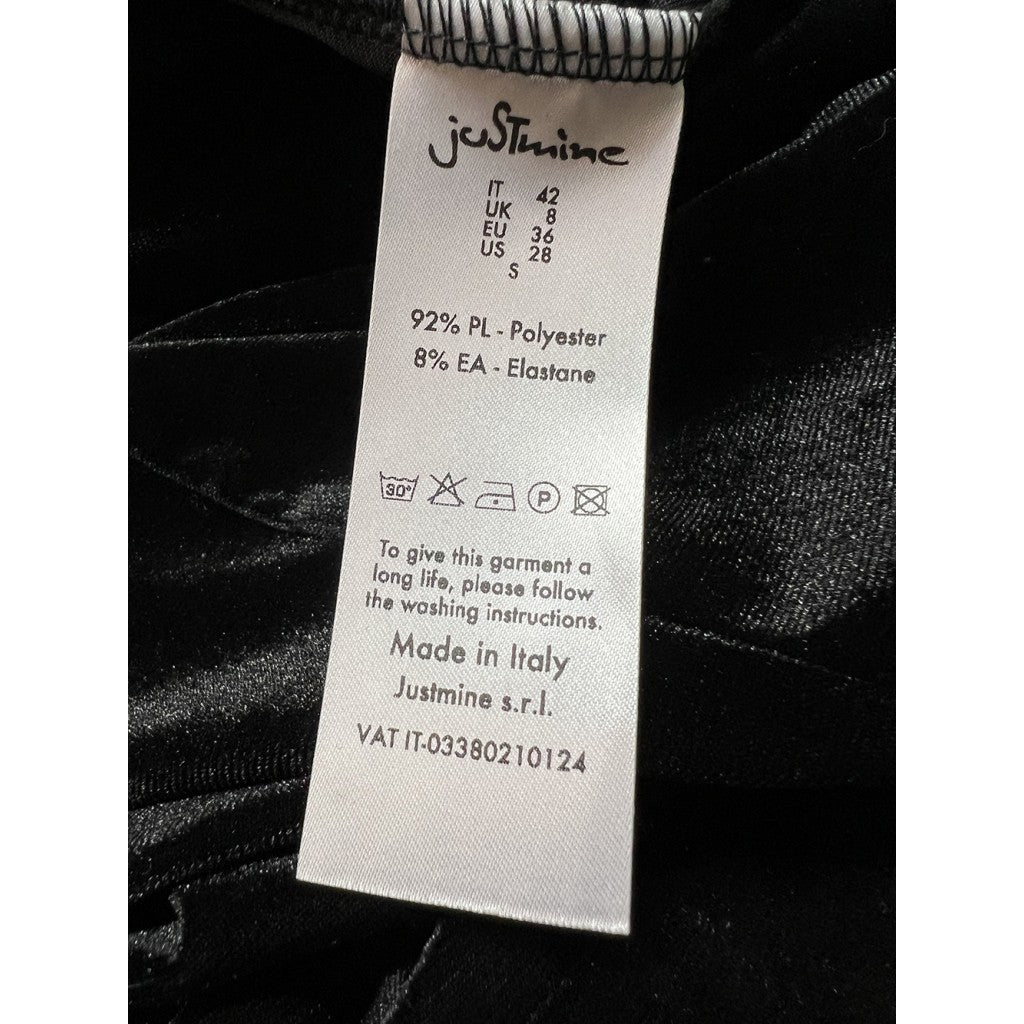 juSTmine
IT 42
UK 8
EU 36
US 28
S
92% PL - Polyester
8% EA - Elastane
30° P
To give this garment a
long life, please follow
the washing instructions.
Made in Italy
Justmine s.r.l.
VAT IT-03380210124